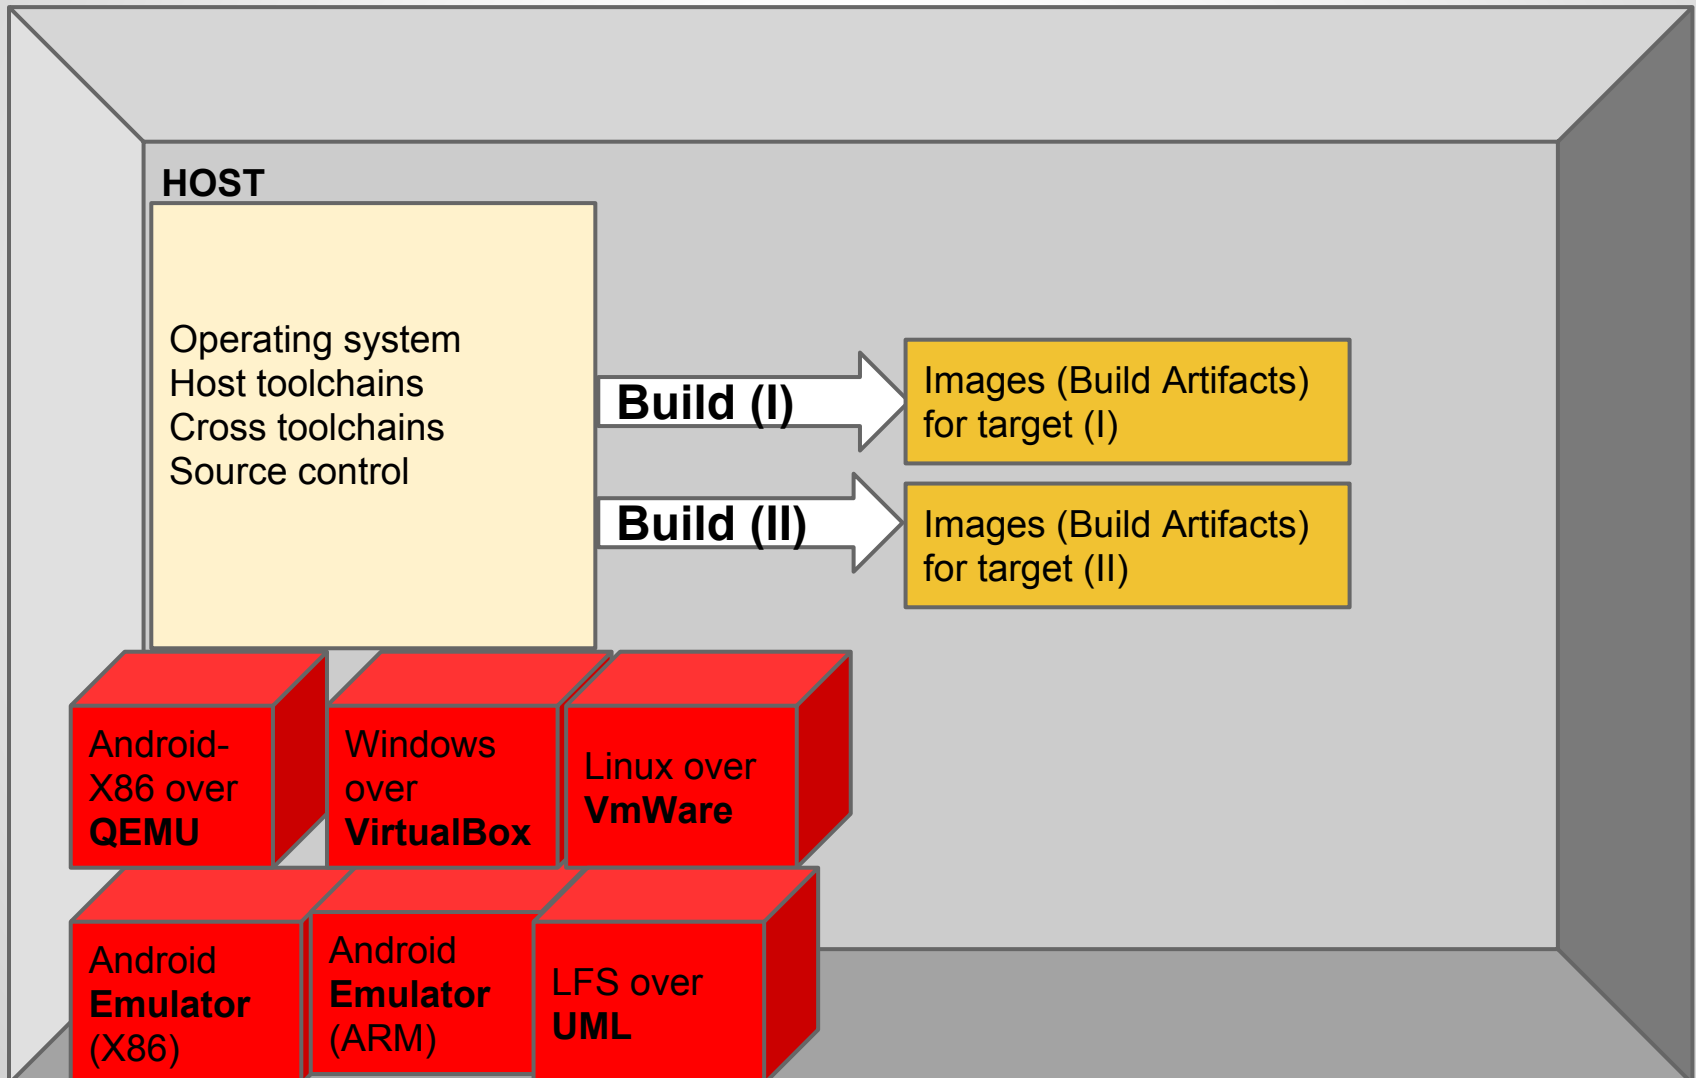 HOST
Operating system
Host toolchains
Cross toolchains
Source control
Build (I)
Images (Build Artifacts)
for target (I)
Build (II)
Images (Build Artifacts)
for target (II)
Android-
X86 over
QEMU
Windows
over
VirtualBox
Linux over
VmWare
Android
Emulator
(X86)
Android
Emulator
(ARM)
LFS over
UML